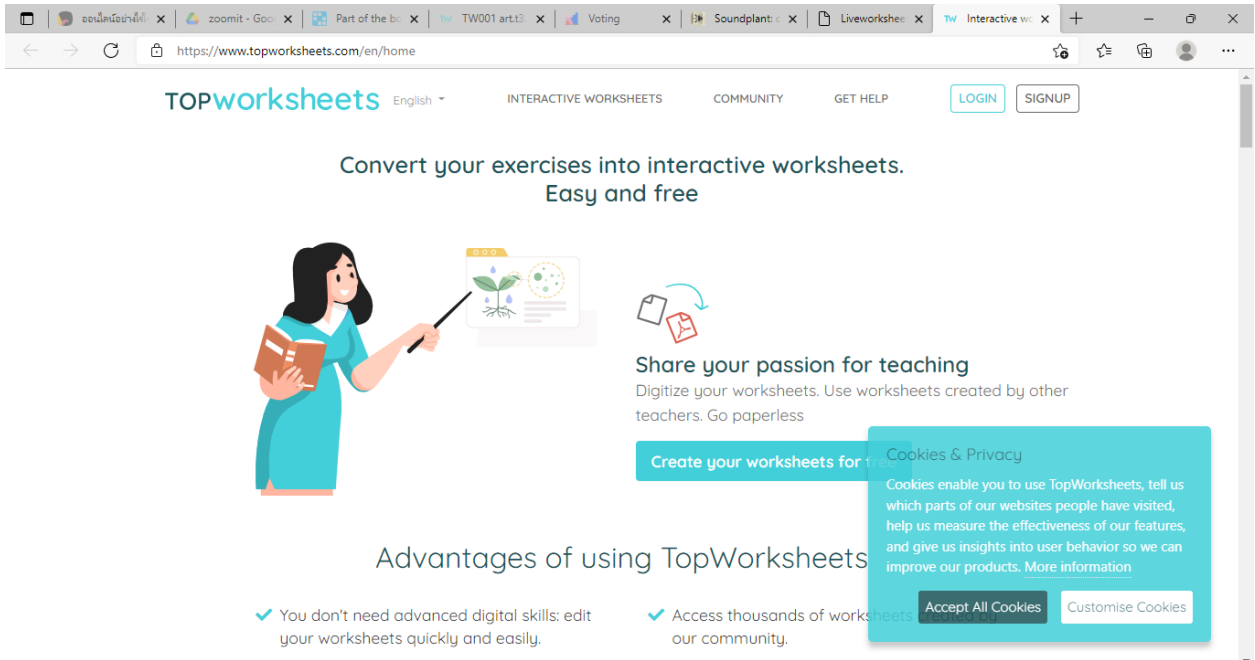 zoomit - Goo
Part of the bo
TW001 art.t3.
Voting
Soundplant: c
Liveworkshee
Interactive wo
https://www.topworksheets.com/en/home
TOPworksheets
English
INTERACTIVE WORKSHEETS
COMMUNITY
GET HELP
LOGIN
SIGNUP
Convert your exercises into interactive worksheets.
Easy and free
Share your passion for teaching
Digitize your worksheets. Use worksheets created by other
teachers. Go paperless
Create your worksheets for free
Cookies & Privacy
Cookies enable you to use TopWorksheets, tell us
which parts of our websites people have visited,
help us measure the effectiveness of our features,
and give us insights into user behavior so we can
improve our products. More information
Accept All Cookies
Customise Cookies
Advantages of using TopWorksheets
You don't need advanced digital skills: edit
your worksheets quickly and easily.
Access thousands of worksheets created by
our community.